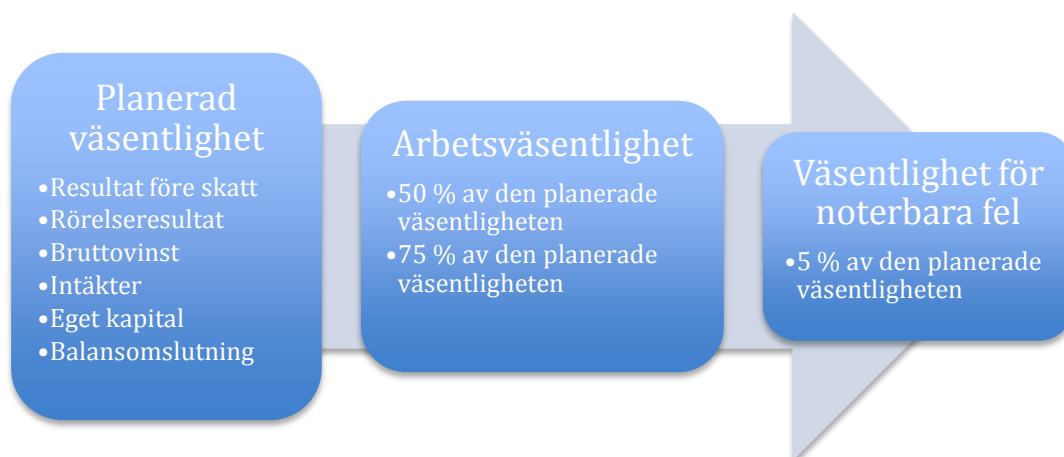 Planerad
väsentlighet
•Resultat före skatt
•Rörelseresultat
•Bruttovinst
•Intäkter
•Eget kapital
•Balansomslutning
Arbetsväsentlighet
•50 % av den planerade
väsentligheten
•75 % av den planerade
väsentligheten
Väsentlighet för
noterbara fel
•5 % av den planerade
väsentligheten